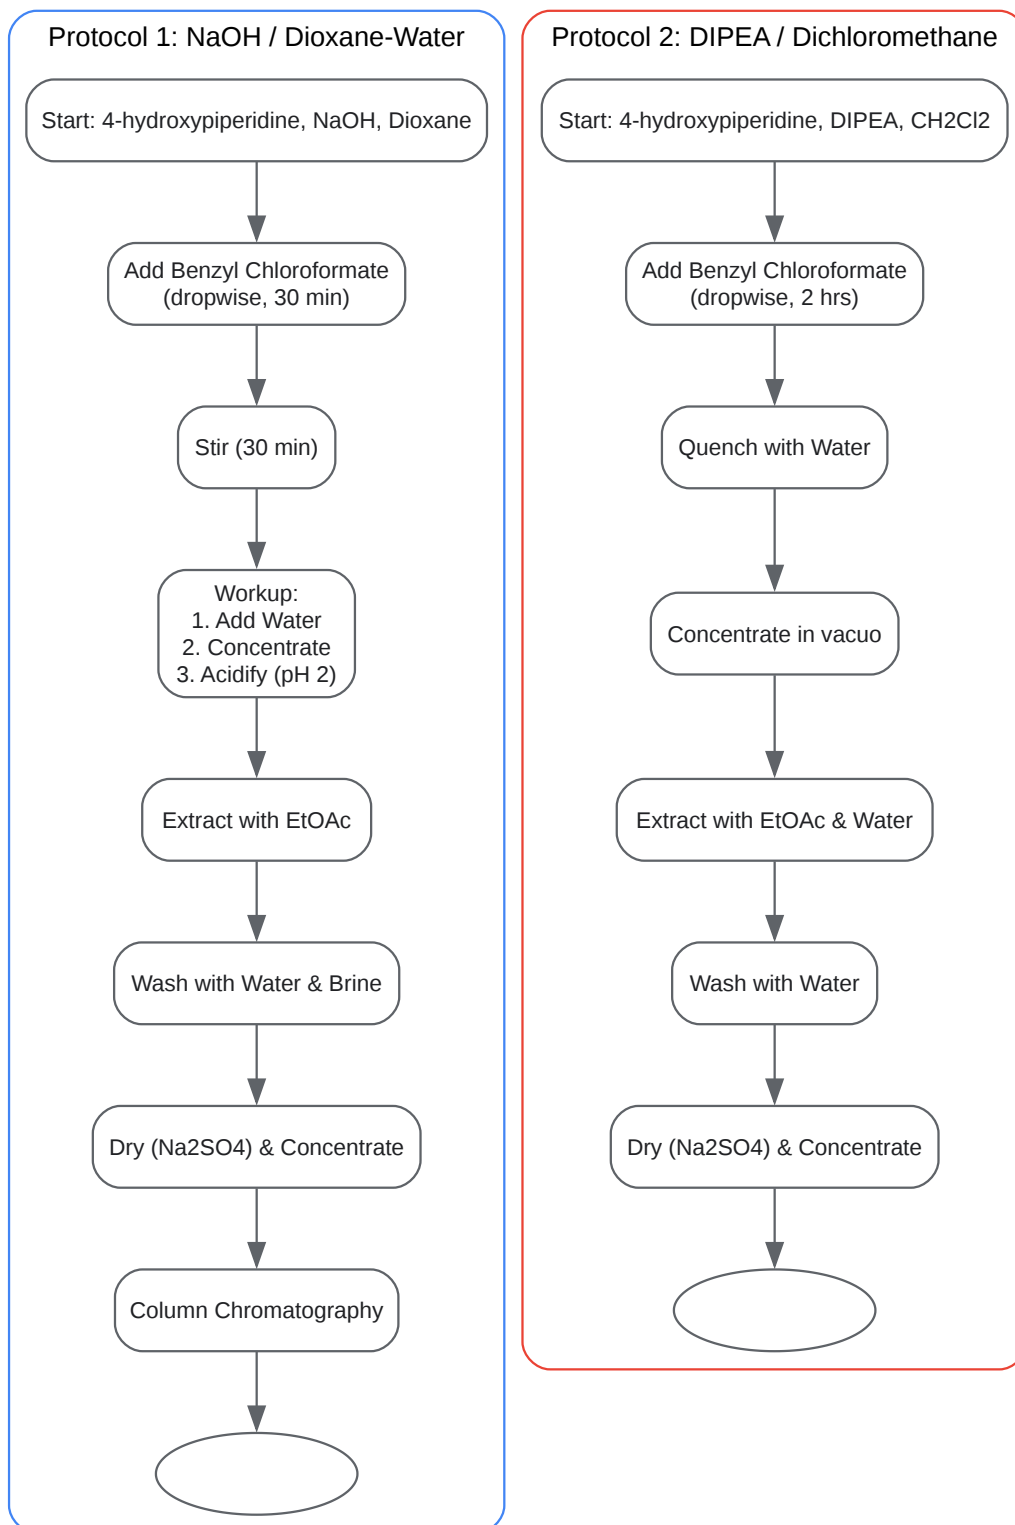 Protocol 1: NaOH / Dioxane-Water
Start: 4-hydroxypiperidine, NaOH, Dioxane
Add Benzyl Chloroformate
(dropwise, 30 min)
Stir (30 min)
Workup:
1. Add Water
2. Concentrate
3. Acidify (pH 2)
Extract with EtOAc
Wash with Water & Brine
Dry (Na2SO4) & Concentrate
Column Chromatography
Protocol 2: DIPEA / Dichloromethane
Start: 4-hydroxypiperidine, DIPEA, CH2Cl2
Add Benzyl Chloroformate
(dropwise, 2 hrs)
Quench with Water
Concentrate in vacuo
Extract with EtOAc & Water
Wash with Water
Dry (Na2SO4) & Concentrate